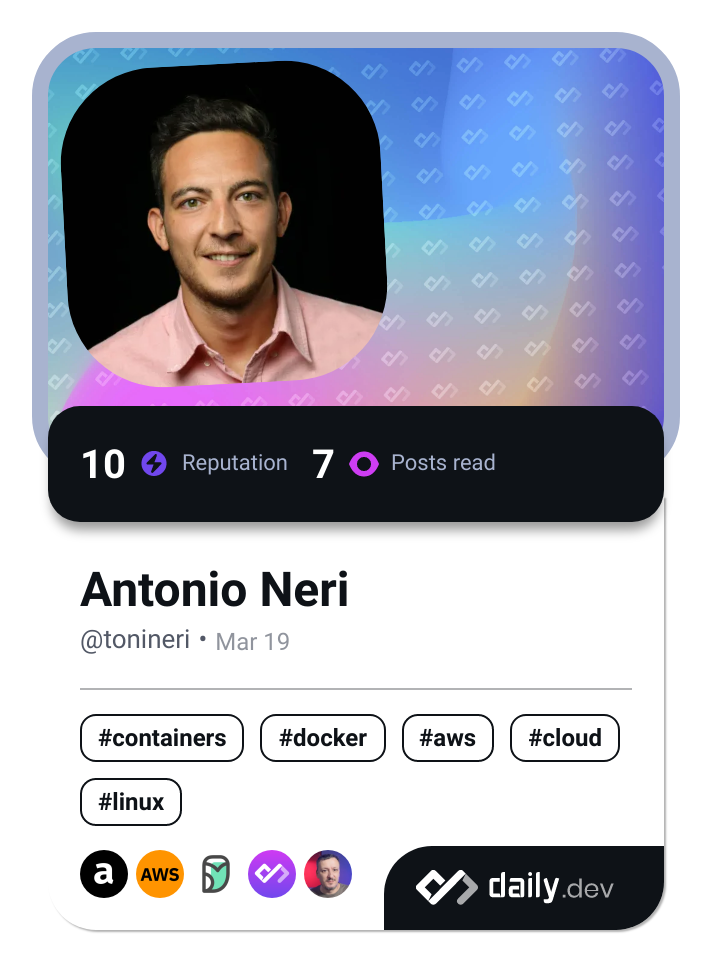 10 Reputation 7 Posts read
Antonio Neri
@tonineri • Mar 19
#containers #docker #aws #cloud
#linux
a AWS
daily.dev